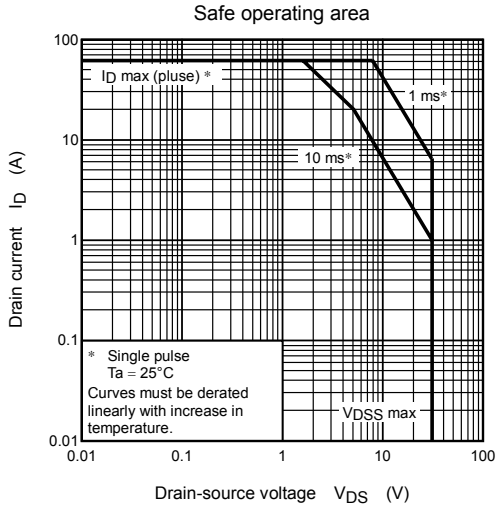 Safe operating area
100
10
1
0.1
0.01
Drain current ID (A)
ID max (pluse) *
1 ms*
10 ms*
* Single pulse
Ta = 25°C
Curves must be derated
linearly with increase in
temperature.
VDSS max
0.01 0.1 1 10 100
Drain-source voltage VDS (V)